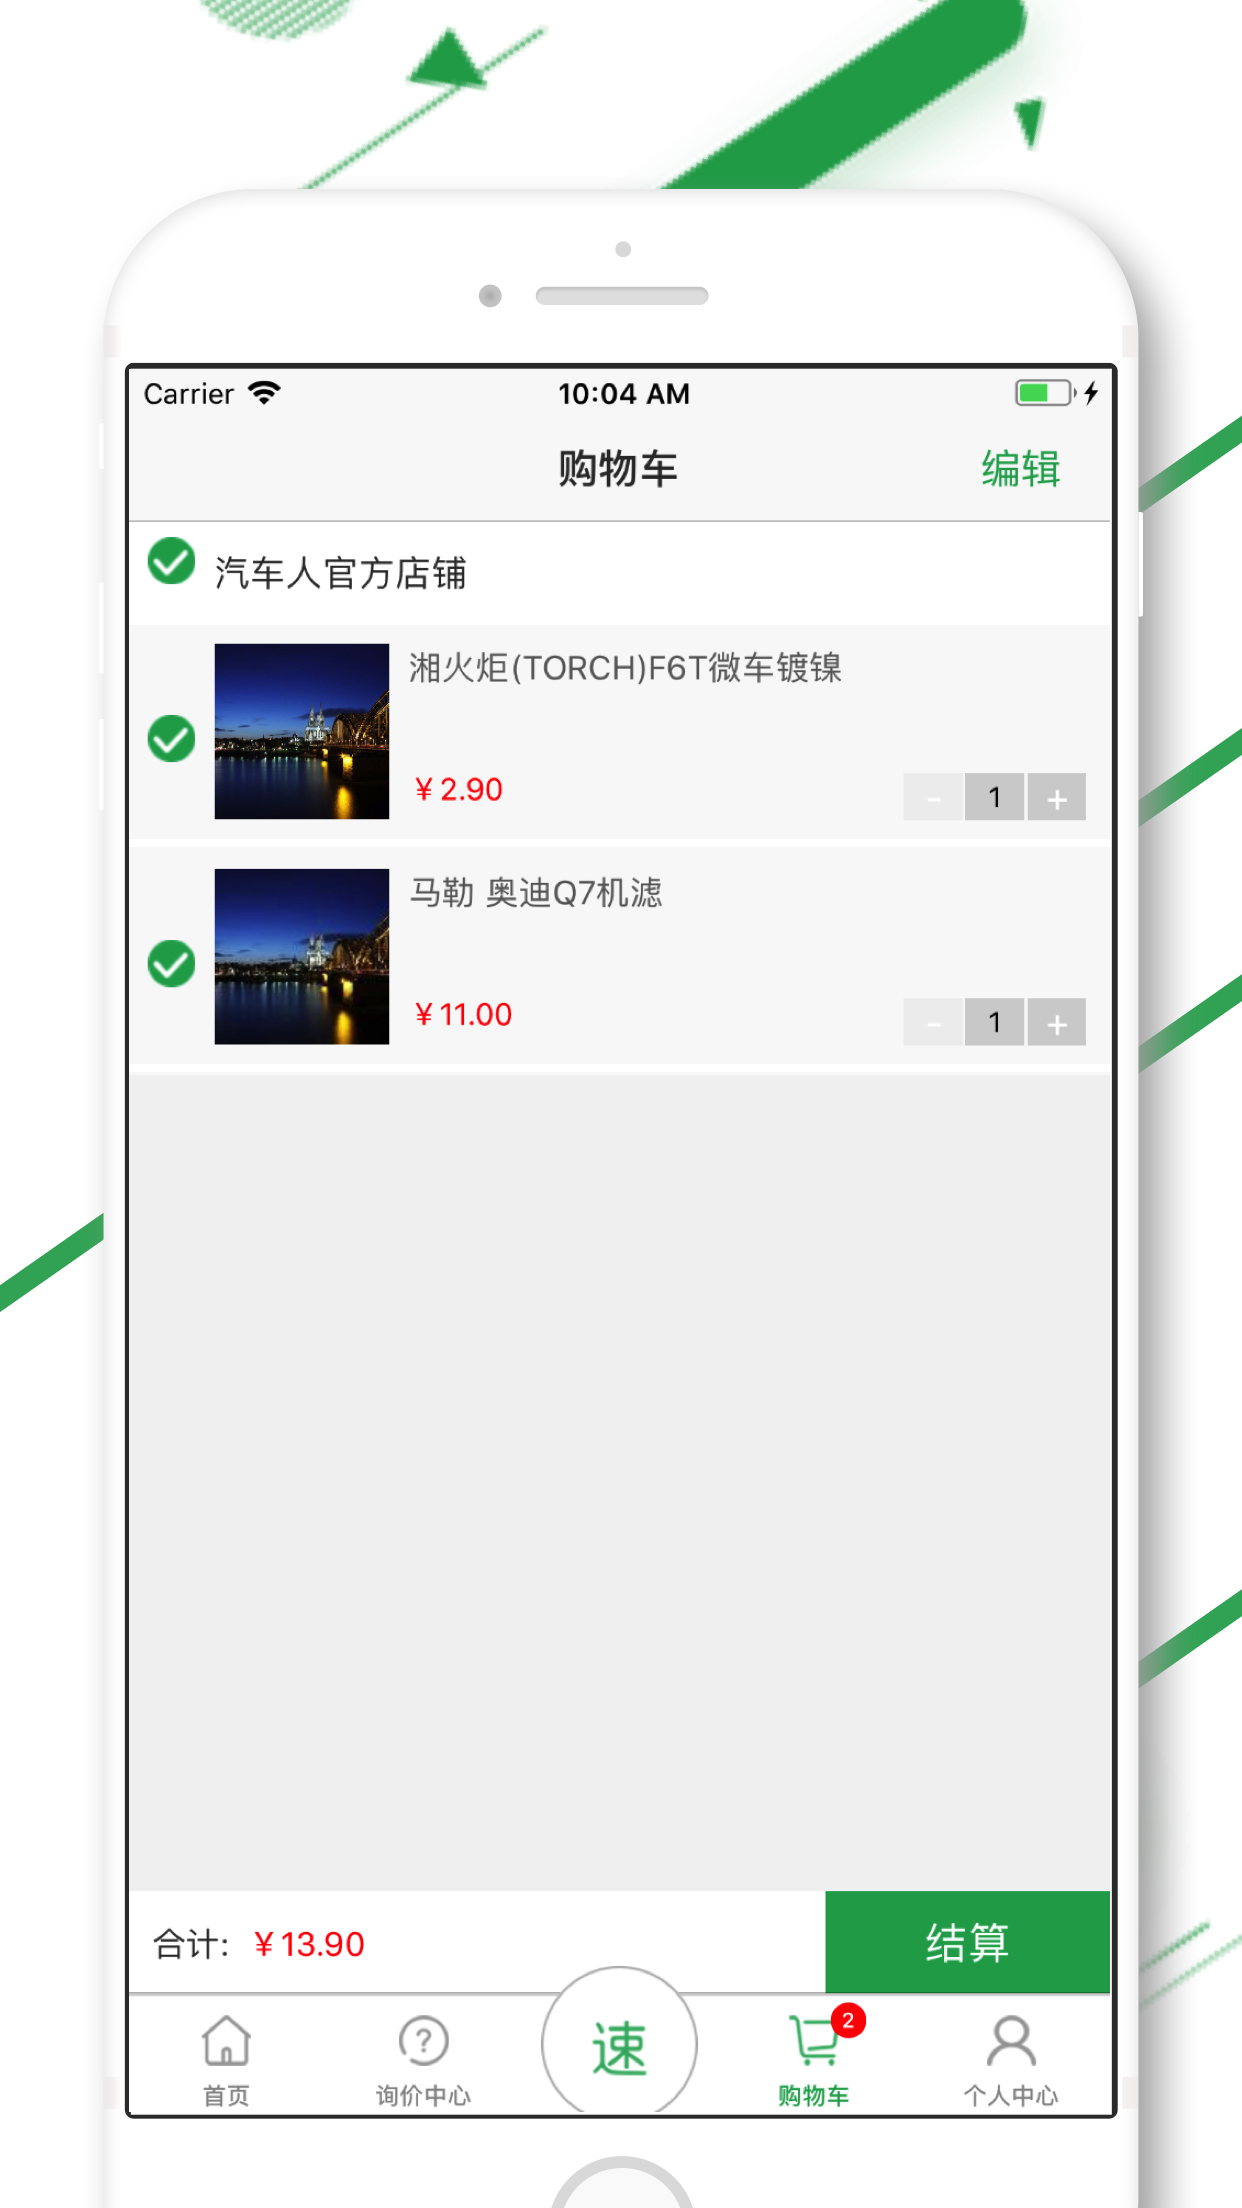 Carrier 10:04 AM
购物车 编辑
汽车人官方店铺
湘火炬(TORCH)F6T微车镀镍
¥2.90 - 1 +
马勒 奥迪Q7机滤
¥11.00 - 1 +
合计: ¥13.90 结算
速 2
首页 询价中心 购物车 个人中心